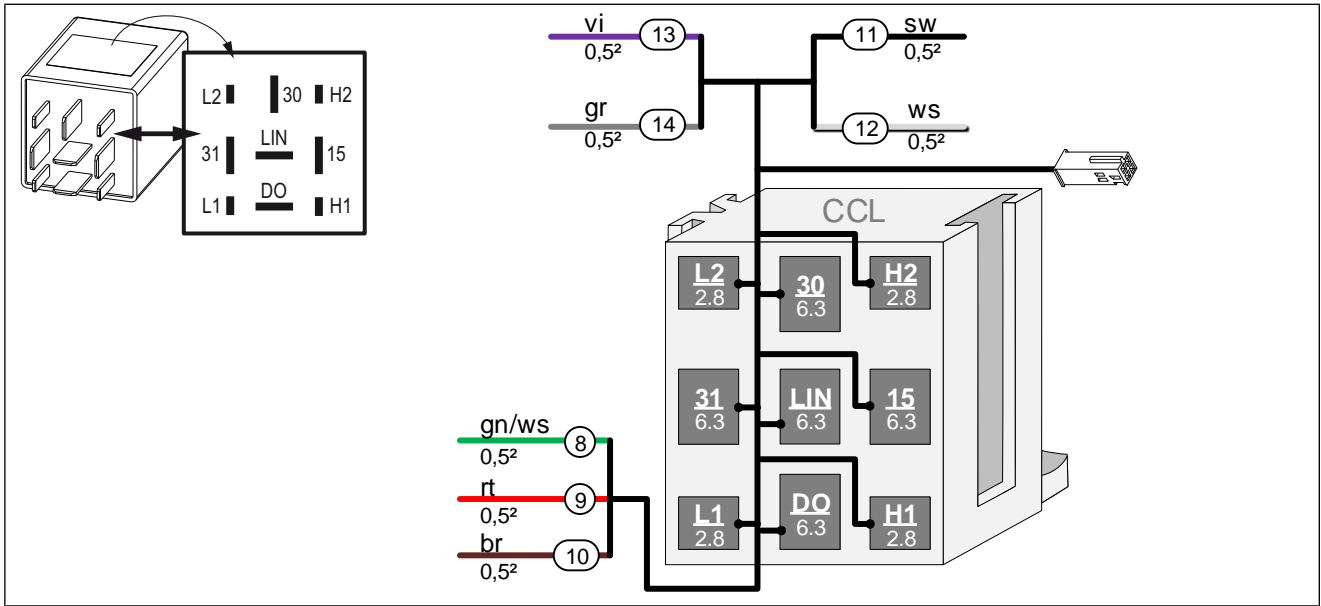 L2 30 H2
31 LIN 15
L1 DO H1
vi 13
0,5²
gr 14
0,5²
11 sw
0,5²
12 ws
0,5²
CCL
L2
2.8
30
6.3
H2
2.8
31
6.3
LIN
6.3
15
6.3
L1
2.8
DO
6.3
H1
2.8
gn/ws 8
0,5²
rt 9
0,5²
br 10
0,5²